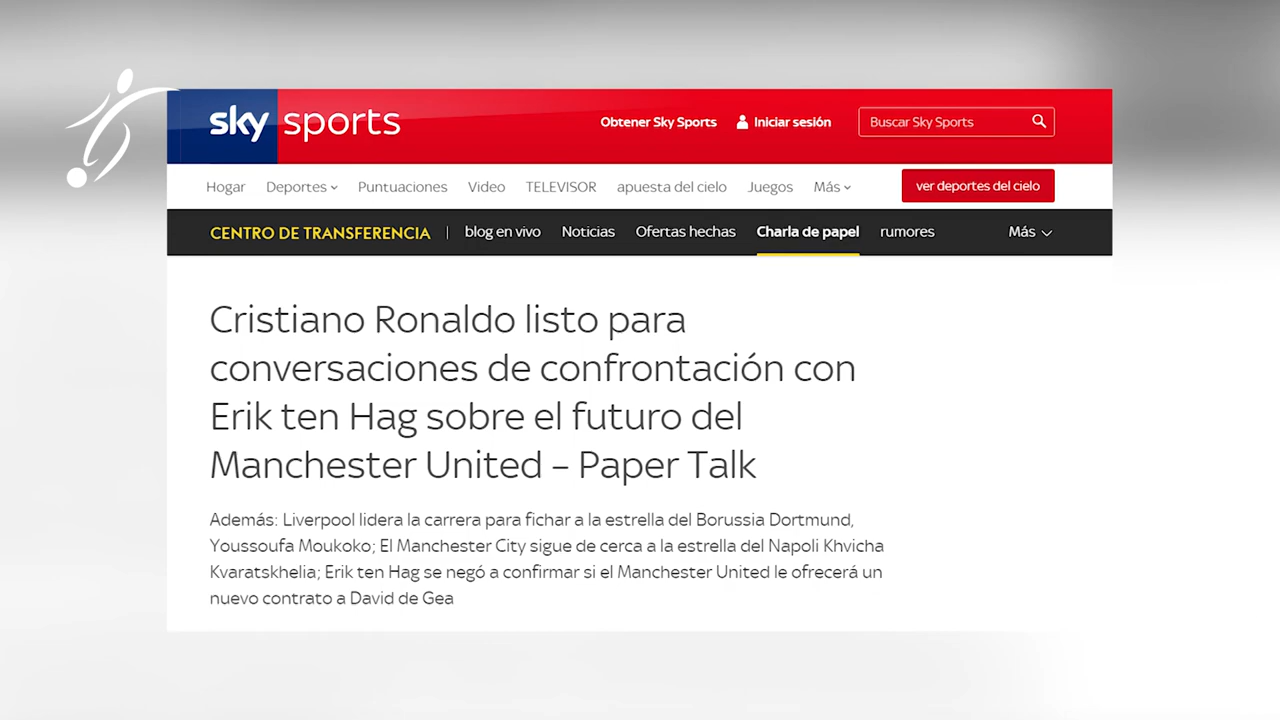 sky sports
Obtener Sky Sports
Iniciar sesión
Buscar Sky Sports
Hogar Deportes Puntuaciones Video TELEVISOR apuesta del cielo Juegos Más
ver deportes del cielo
CENTRO DE TRANSFERENCIA | blog en vivo Noticias Ofertas hechas Charla de papel rumores Más
Cristiano Ronaldo listo para
conversaciones de confrontación con
Erik ten Hag sobre el futuro del
Manchester United – Paper Talk
Además: Liverpool lidera la carrera para fichar a la estrella del Borussia Dortmund,
Youssoufa Moukoko; El Manchester City sigue de cerca a la estrella del Napoli Khvicha
Kvaratskhelia; Erik ten Hag se negó a confirmar si el Manchester United le ofrecerá un
nuevo contrato a David de Gea